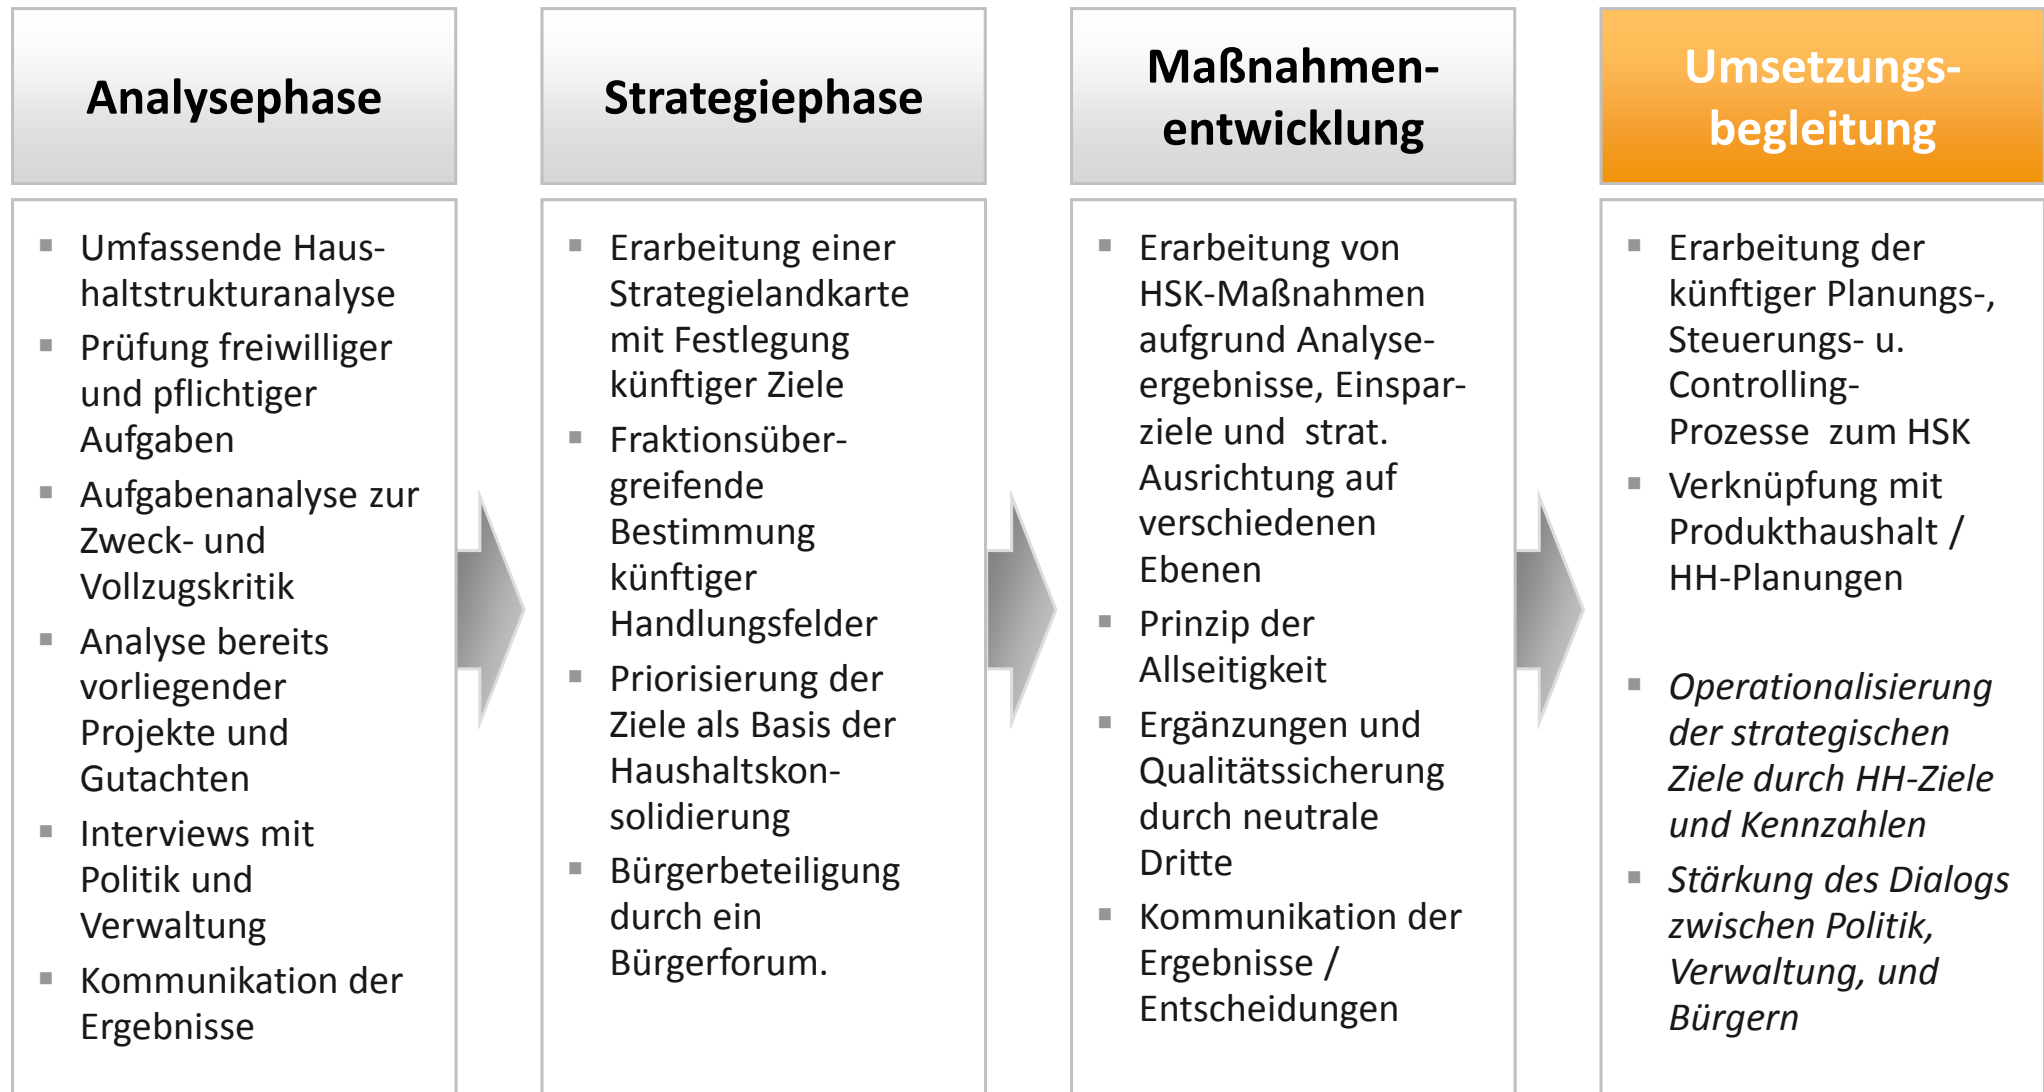 Analysephase
Umfassende Haus-
haltstrukturanalyse
Prüfung freiwilliger
und pflichtiger
Aufgaben
Aufgabenanalyse zur
Zweck- und
Vollzugskritik
Analyse bereits
vorliegender
Projekte und
Gutachten
Interviews mit
Politik und
Verwaltung
Kommunikation der
Ergebnisse
Strategiephase
Erarbeitung einer
Strategielandkarte
mit Festlegung
künftiger Ziele
Fraktionsüber-
greifende
Bestimmung
künftiger
Handlungsfelder
Priorisierung der
Ziele als Basis der
Haushaltskon-
solidierung
Bürgerbeteiligung
durch ein
Bürgerforum.
Maßnahmen-
entwicklung
Erarbeitung von
HSK-Maßnahmen
aufgrund Analyse-
ergebnisse, Einspar-
ziele und  strat.
Ausrichtung auf
verschiedenen
Ebenen
Prinzip der
Allseitigkeit
Ergänzungen und
Qualitätssicherung
durch neutrale
Dritte
Kommunikation der
Ergebnisse /
Entscheidungen
Umsetzungs-
begleitung
Erarbeitung der
künftiger Planungs-,
Steuerungs- u.
Controlling-
Prozesse  zum HSK
Verknüpfung mit
Produkthaushalt /
HH-Planungen
Operationalisierung
der strategischen
Ziele durch HH-Ziele
und Kennzahlen
Stärkung des Dialogs
zwischen Politik,
Verwaltung, und
Bürgern